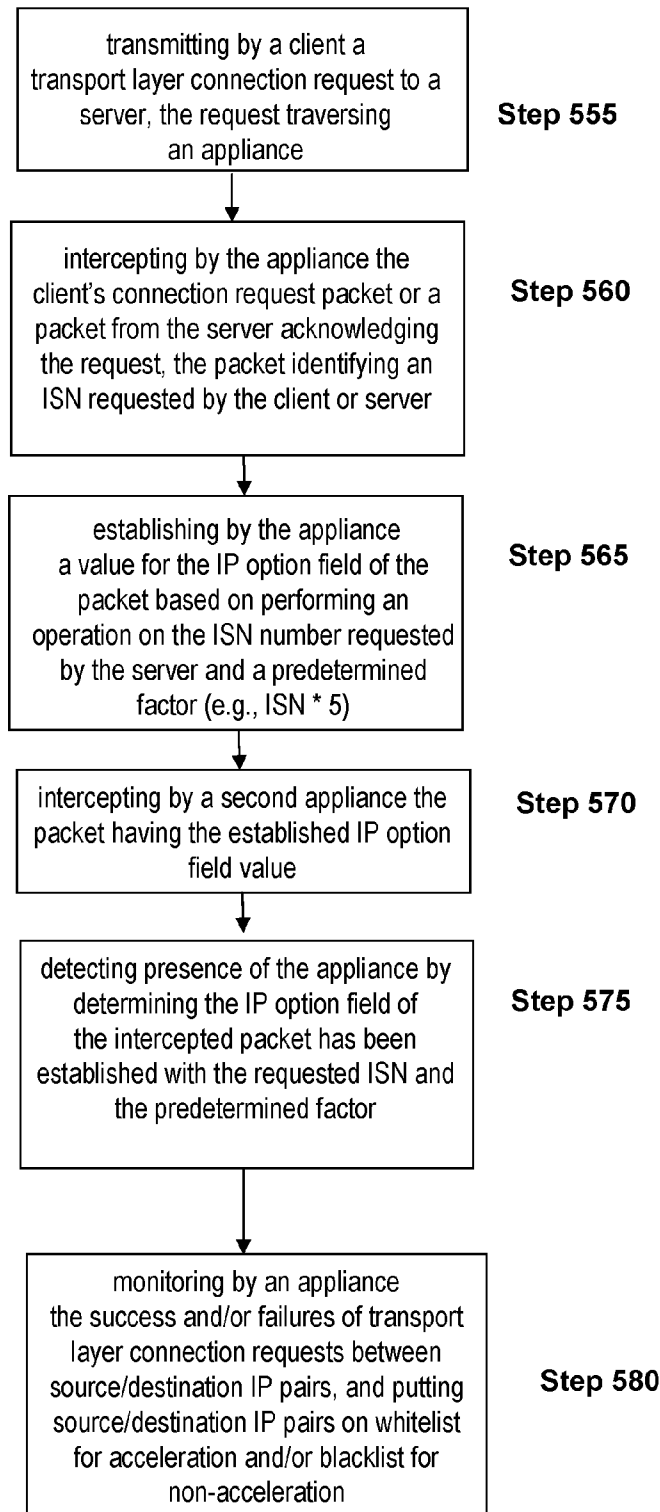 transmitting by a client a
transport layer connection request to a
server, the request traversing
an appliance
Step 555
intercepting by the appliance the
client's connection request packet or a
packet from the server acknowledging
the request, the packet identifying an
ISN requested by the client or server
Step 560
establishing by the appliance
a value for the IP option field of the
packet based on performing an
operation on the ISN number requested
by the server and a predetermined
factor (e.g., ISN * 5)
Step 565
intercepting by a second appliance the
packet having the established IP option
field value
Step 570
detecting presence of the appliance by
determining the IP option field of
the intercepted packet has been
established with the requested ISN and
the predetermined factor
Step 575
monitoring by an appliance
the success and/or failures of transport
layer connection requests between
source/destination IP pairs, and putting
source/destination IP pairs on whitelist
for acceleration and/or blacklist for
non-acceleration
Step 580